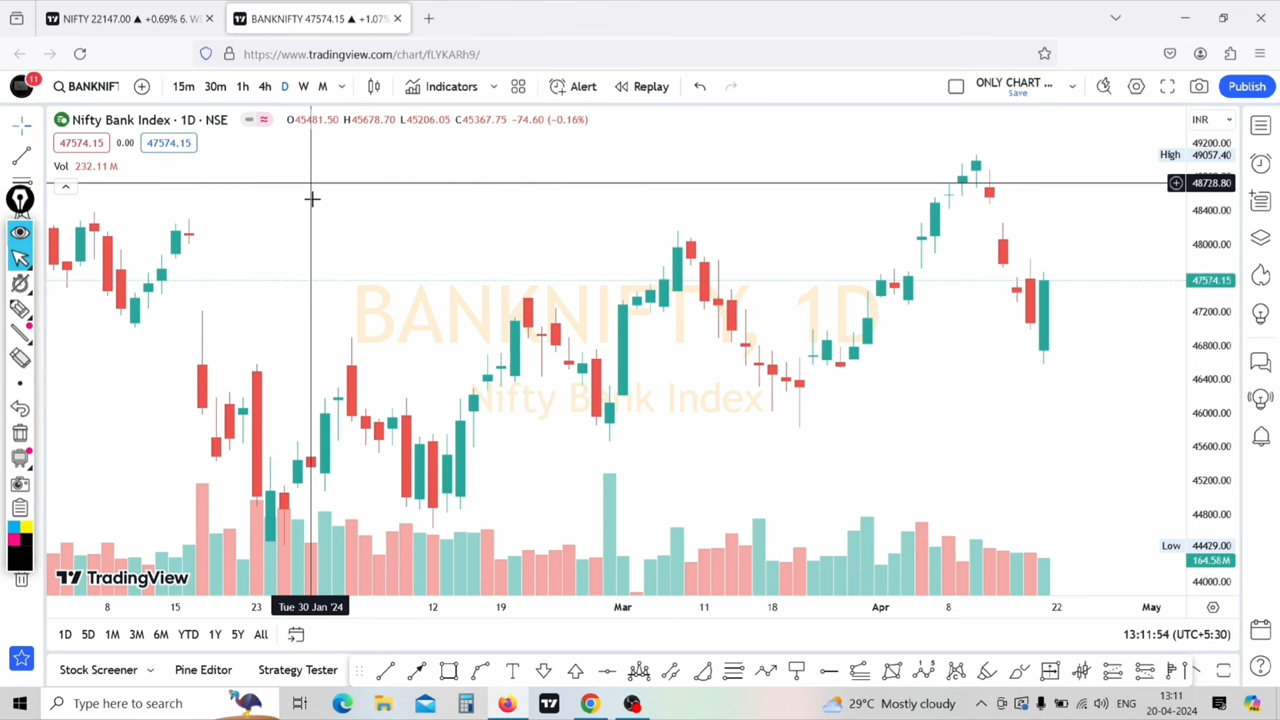 NIFTY 22147.00 ▲ +0.69% 6. W
BANKNIFTY 47574.15 ▲ +1.07%
https://www.tradingview.com/chart/fLYKARh9/
11
BANKNIFT
15m 30m 1h 4h D W M
Indicators
Alert
Replay
ONLY CHART ...
Save
Publish
Nifty Bank Index · 1D · NSE
O45481.50 H45678.70 L45206.05 C45367.75 -74.60 (-0.16%)
INR
47574.15 0.00 47574.15
Vol 232.11 M
49200.00
High 49057.40
48728.80
48400.00
48000.00
47574.15
47200.00
46800.00
46400.00
46000.00
45600.00
45200.00
44800.00
Low 44429.00
164.58M
44000.00
BANKNIFTY, 1D
Nifty Bank Index
TradingView
8 15 23 Tue 30 Jan '24 12 19 Mar 11 18 Apr 8 22 May
1D 5D 1M 3M 6M YTD 1Y 5Y All
13:11:54 (UTC+5:30)
Stock Screener
Pine Editor
Strategy Tester
Type here to search
29°C Mostly cloudy
ENG
13:11
20-04-2024